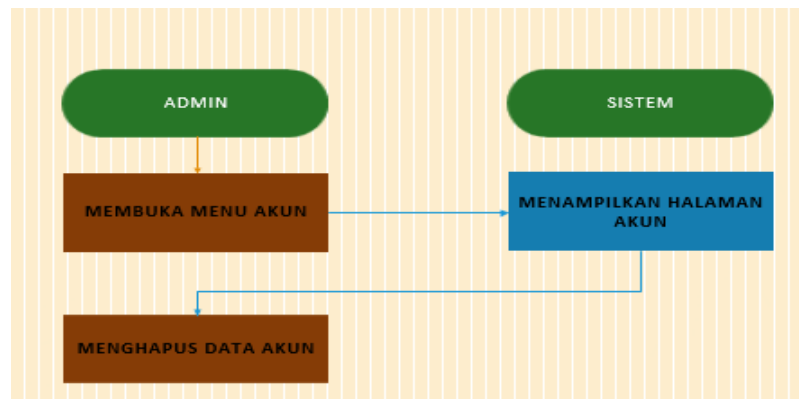 ADMIN
SISTEM
MEMBUKA MENU AKUN
MENAMPILKAN HALAMAN
AKUN
MENGHAPUS DATA AKUN